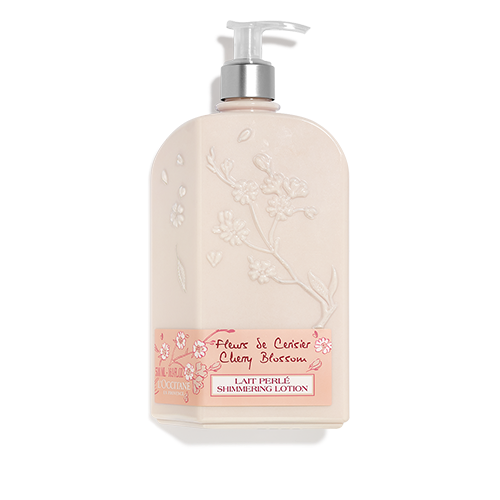 Fleurs de Cerisier
Cherry Blossom
LAIT PERLÉ
SHIMMERING LOTION
L'OCCITANE